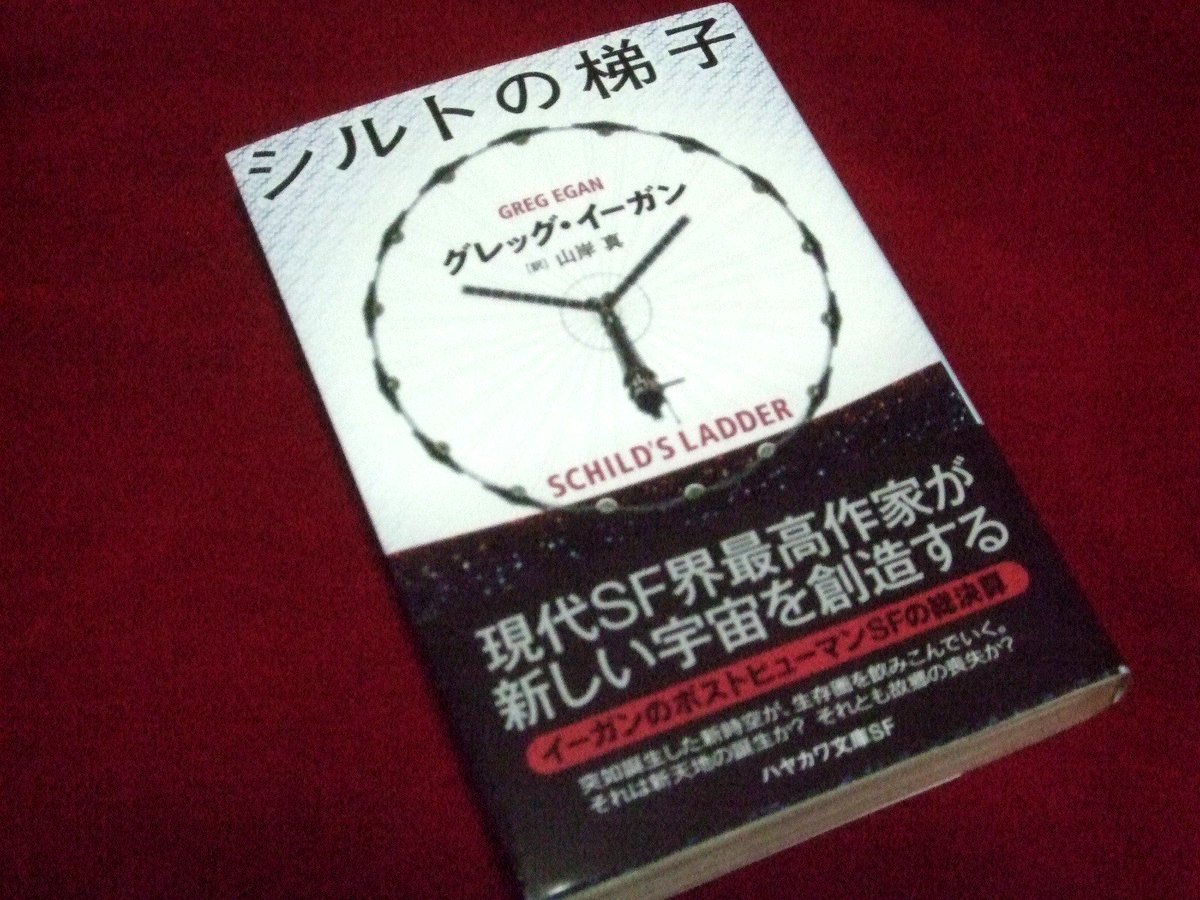 シルトの梯子
GREG EGAN
グレッグ・イーガン
[訳] 山岸 真
SCHILD'S LADDER
現代SF界最高作家が
新しい宇宙を創造する
イーガンのポストヒューマンSFの総決算
突如誕生した新時空が、生存圏を飲みこんでいく。
それは新天地の誕生か? それとも故郷の喪失か?
ハヤカワ文庫SF